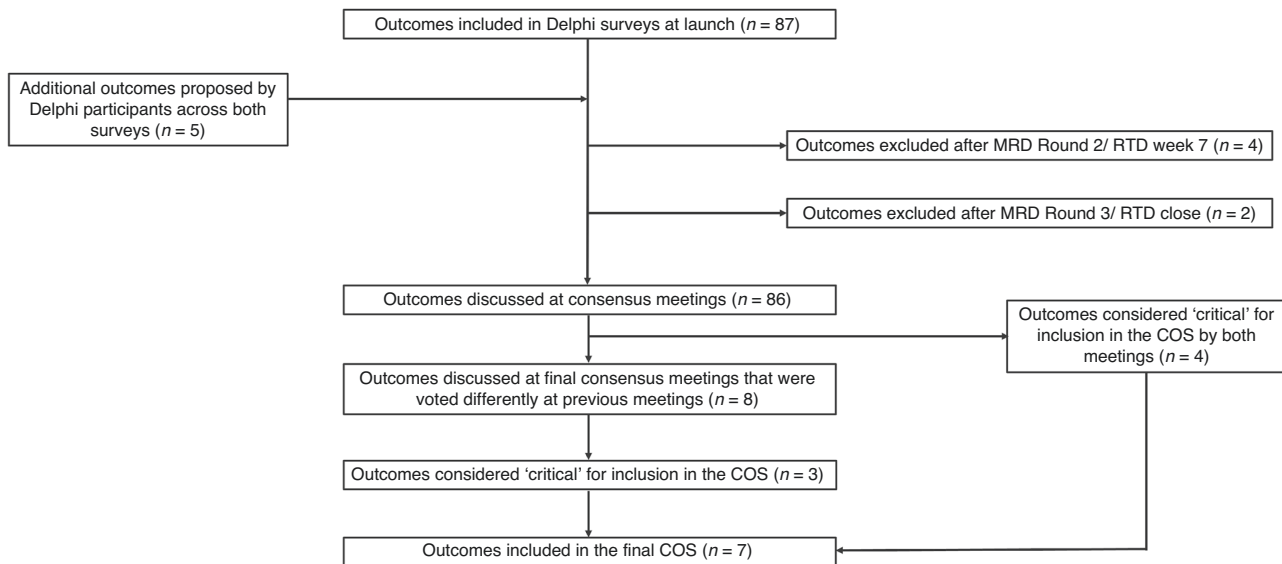 Outcomes included in Delphi surveys at launch (n = 87)
Additional outcomes proposed by
Delphi participants across both
surveys (n = 5)
Outcomes excluded after MRD Round 2/ RTD week 7 (n = 4)
Outcomes excluded after MRD Round 3/ RTD close (n = 2)
Outcomes discussed at consensus meetings (n = 86)
Outcomes considered ‘critical’ for
inclusion in the COS by both
meetings (n = 4)
Outcomes discussed at final consensus meetings that were
voted differently at previous meetings (n = 8)
Outcomes considered ‘critical’ for inclusion in the COS (n = 3)
Outcomes included in the final COS (n = 7)